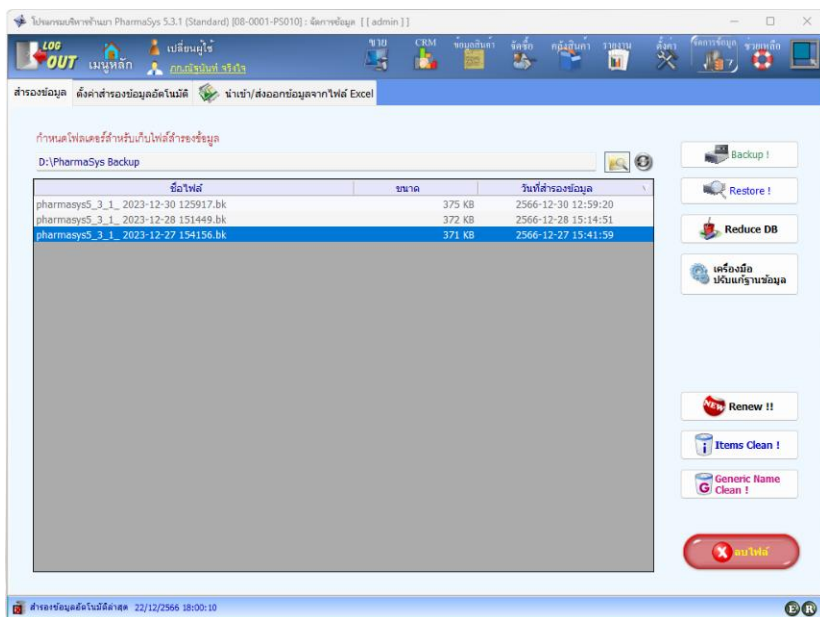 โปรแกรมบริหารร้านยา PharmaSys 5.3.1 (Standard) [08-0001-PS010] : จัดการข้อมูล [[ admin ]]
LOG OUT
เมนูหลัก
เปลี่ยนผู้ใช้
ขาย
CRM
ข้อมูลสินค้า
จัดซื้อ
คลังสินค้า
รายงาน
ตั้งค่า
จัดการข้อมูล
ช่วยเหลือ
สำรองข้อมูล
ตั้งค่าสำรองข้อมูลอัตโนมัติ
นำเข้า/ส่งออกข้อมูลจากไฟล์ Excel
กำหนดโฟลเดอร์สำหรับเก็บไฟล์สำรองข้อมูล
D:\PharmaSys Backup
ชื่อไฟล์ ขนาด วันที่สำรองข้อมูล
pharmasys5_3_1_ 2023-12-30 125917.bk 375 KB 2566-12-30 12:59:20
pharmasys5_3_1_ 2023-12-28 151449.bk 372 KB 2566-12-28 15:14:51
pharmasys5_3_1_ 2023-12-27 154156.bk 371 KB 2566-12-27 15:41:59
Backup !
Restore !
Reduce DB
เครื่องมือ
ปรับแก้ฐานข้อมูล
NEW Renew !!
i Items Clean !
G Generic Name
Clean !
ลบไฟล์
สำรองข้อมูลอัตโนมัติล่าสุด 22/12/2566 18:00:10
E R